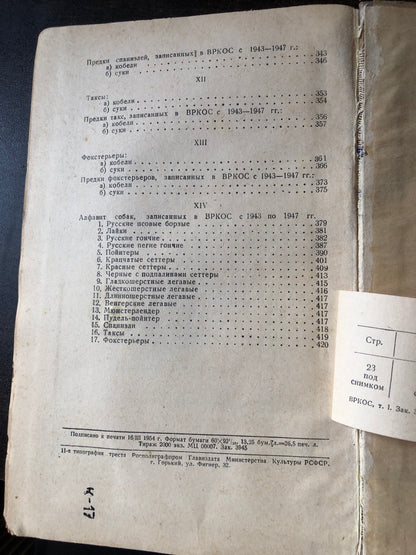 Предки спаниелей, записанных в ВРКОС с 1943—1947 г.:
а) кобели 343
б) суки 346
XII
Таксы:
а) кобели 353
б) суки 354
Предки такс, записанных в ВРКОС с 1943—1947 г.:
а) кобели 356
б) суки 357
XIII
Фокстерьеры:
а) кобели 361
б) суки 366
Предки фокстерьеров, записанных в ВРКОС с 1943—1947 г.:
а) кобели 373
б) суки 375
XIV
Алфавит собак, записанных в ВРКОС с 1943 по 1947 гг.
1. Русские псовые борзые 379
2. Лайки 381
3. Русские гончие 382
4. Русские пегие гончие 387
5. Пойнтеры 390
6. Крапчатые сеттеры 401
7. Красные сеттеры 409
8. Черные с подпалинами сеттеры 413
9. Гладкошерстные легавые 415
10. Жесткошерстные легавые 416
11. Длинношерстные легавые 417
12. Венгерские легавые 417
13. Мюнстерлендер 417
14. Пудель-пойнтер 417
15. Спаниели 418
16. Таксы 419
17. Фокстерьеры 420
Подписано к печати 16/III 1954 г. Формат бумаги 60×92¹/₁₆, 13,25 бум. л.=26,5 печ. л.
Тираж 2000 экз. МЦ 00007. Зак. 3945
11-я типография треста Росполиграфпром Главиздата Министерства Культуры РСФСР,
г. Горький, ул. Фигнер, 32.
К-17
Стр.
23
под
снимком
ВРКОС, т. I. Зак.